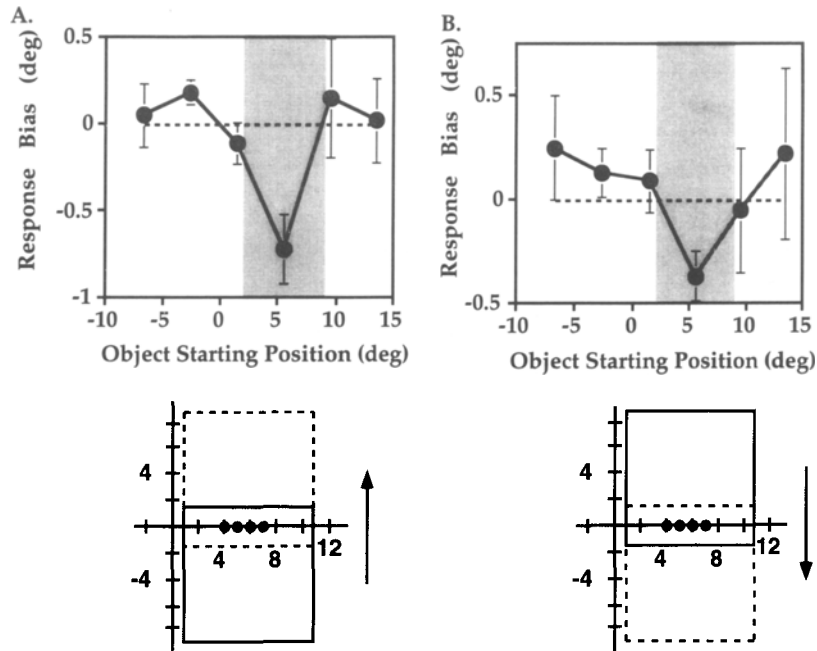 A.
Response Bias (deg)
0.5
0
-0.5
-1
-10 -5 0 5 10 15
Object Starting Position (deg)
B.
Response Bias (deg)
0.5
0
-0.5
-10 -5 0 5 10 15
Object Starting Position (deg)
4
4 8 12
-4
4
4 8 12
-4